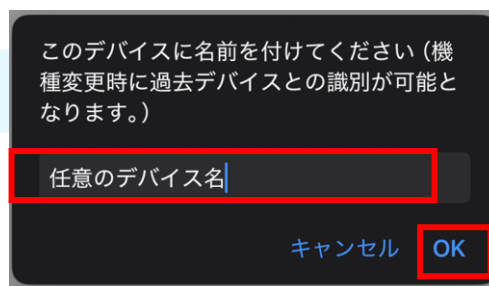 このデバイスに名前を付けてください（機
種変更時に過去デバイスとの識別が可能と
なります。）
任意のデバイス名
キャンセル OK